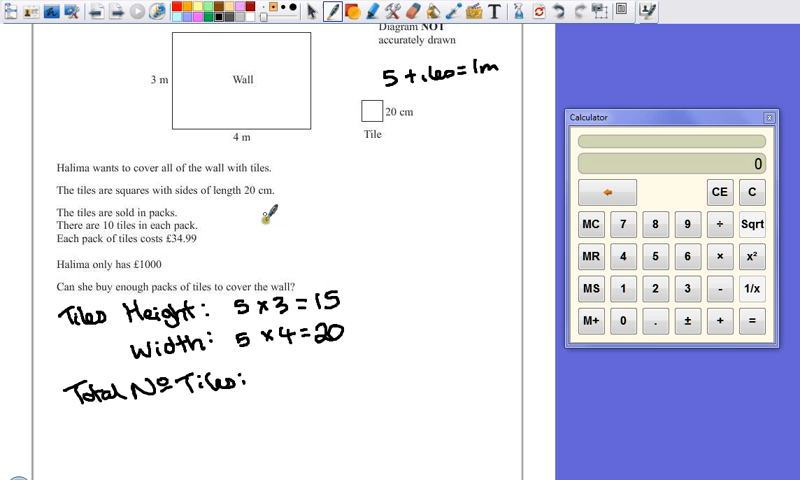 Diagram NOT
accurately drawn
5 tiles = 1m
3 m
Wall
4 m
20 cm
Tile
Halima wants to cover all of the wall with tiles.
The tiles are squares with sides of length 20 cm.
The tiles are sold in packs.
There are 10 tiles in each pack.
Each pack of tiles costs £34.99
Halima only has £1000
Can she buy enough packs of tiles to cover the wall?
Tiles Height: 5 × 3 = 15
Width: 5 × 4 = 20
Total Nº Tiles:
Calculator
0
CE C
MC 7 8 9 ÷ Sqrt
MR 4 5 6 × x²
MS 1 2 3 - 1/x
M+ 0 . ± + =